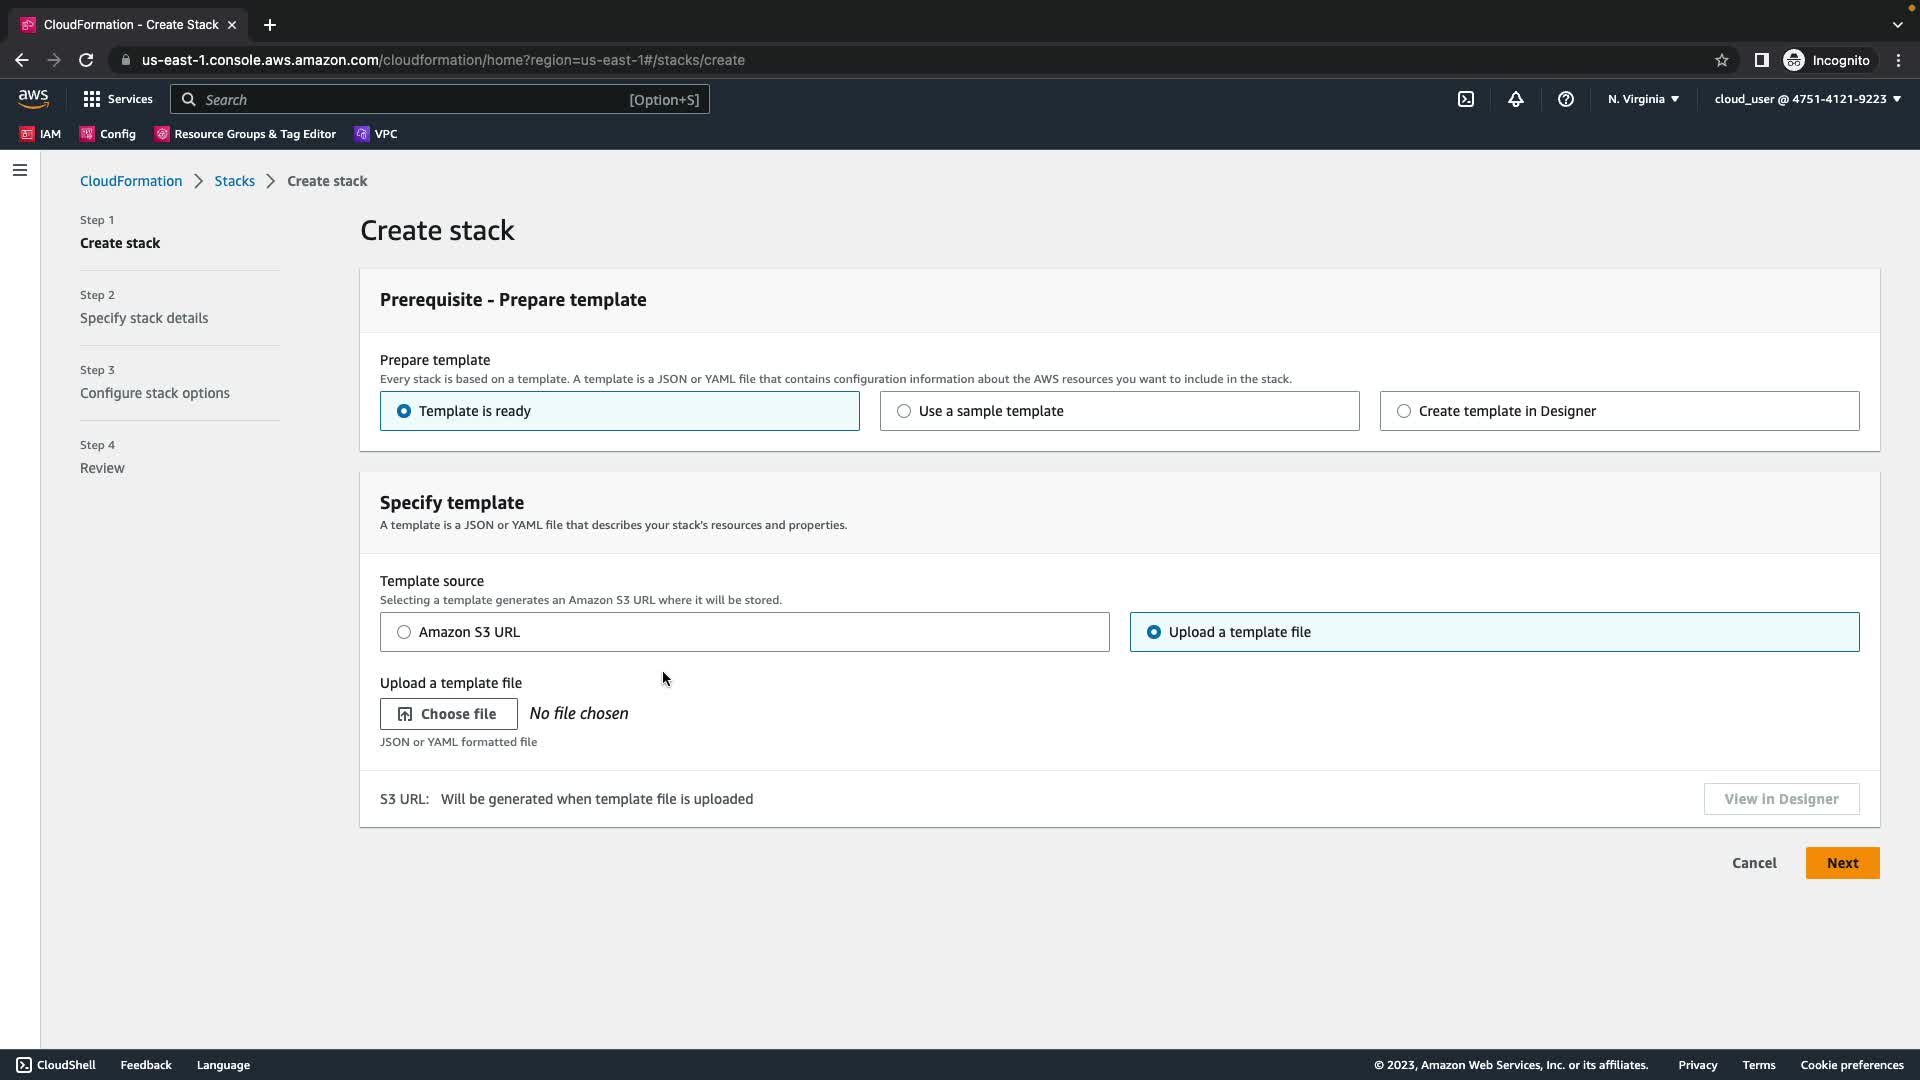 CloudFormation - Create Stack
us-east-1.console.aws.amazon.com/cloudformation/home?region=us-east-1#/stacks/create
Incognito
aws
Services
Search
[Option+S]
N. Virginia
cloud_user @ 4751-4121-9223
IAM
Config
Resource Groups & Tag Editor
VPC
CloudFormation
Stacks
Create stack
Step 1
Create stack
Step 2
Specify stack details
Step 3
Configure stack options
Step 4
Review
Create stack
Prerequisite - Prepare template
Prepare template
Every stack is based on a template. A template is a JSON or YAML file that contains configuration information about the AWS resources you want to include in the stack.
Template is ready
Use a sample template
Create template in Designer
Specify template
A template is a JSON or YAML file that describes your stack's resources and properties.
Template source
Selecting a template generates an Amazon S3 URL where it will be stored.
Amazon S3 URL
Upload a template file
Upload a template file
Choose file
No file chosen
JSON or YAML formatted file
S3 URL: Will be generated when template file is uploaded
View in Designer
Cancel
Next
CloudShell
Feedback
Language
© 2023, Amazon Web Services, Inc. or its affiliates.
Privacy
Terms
Cookie preferences